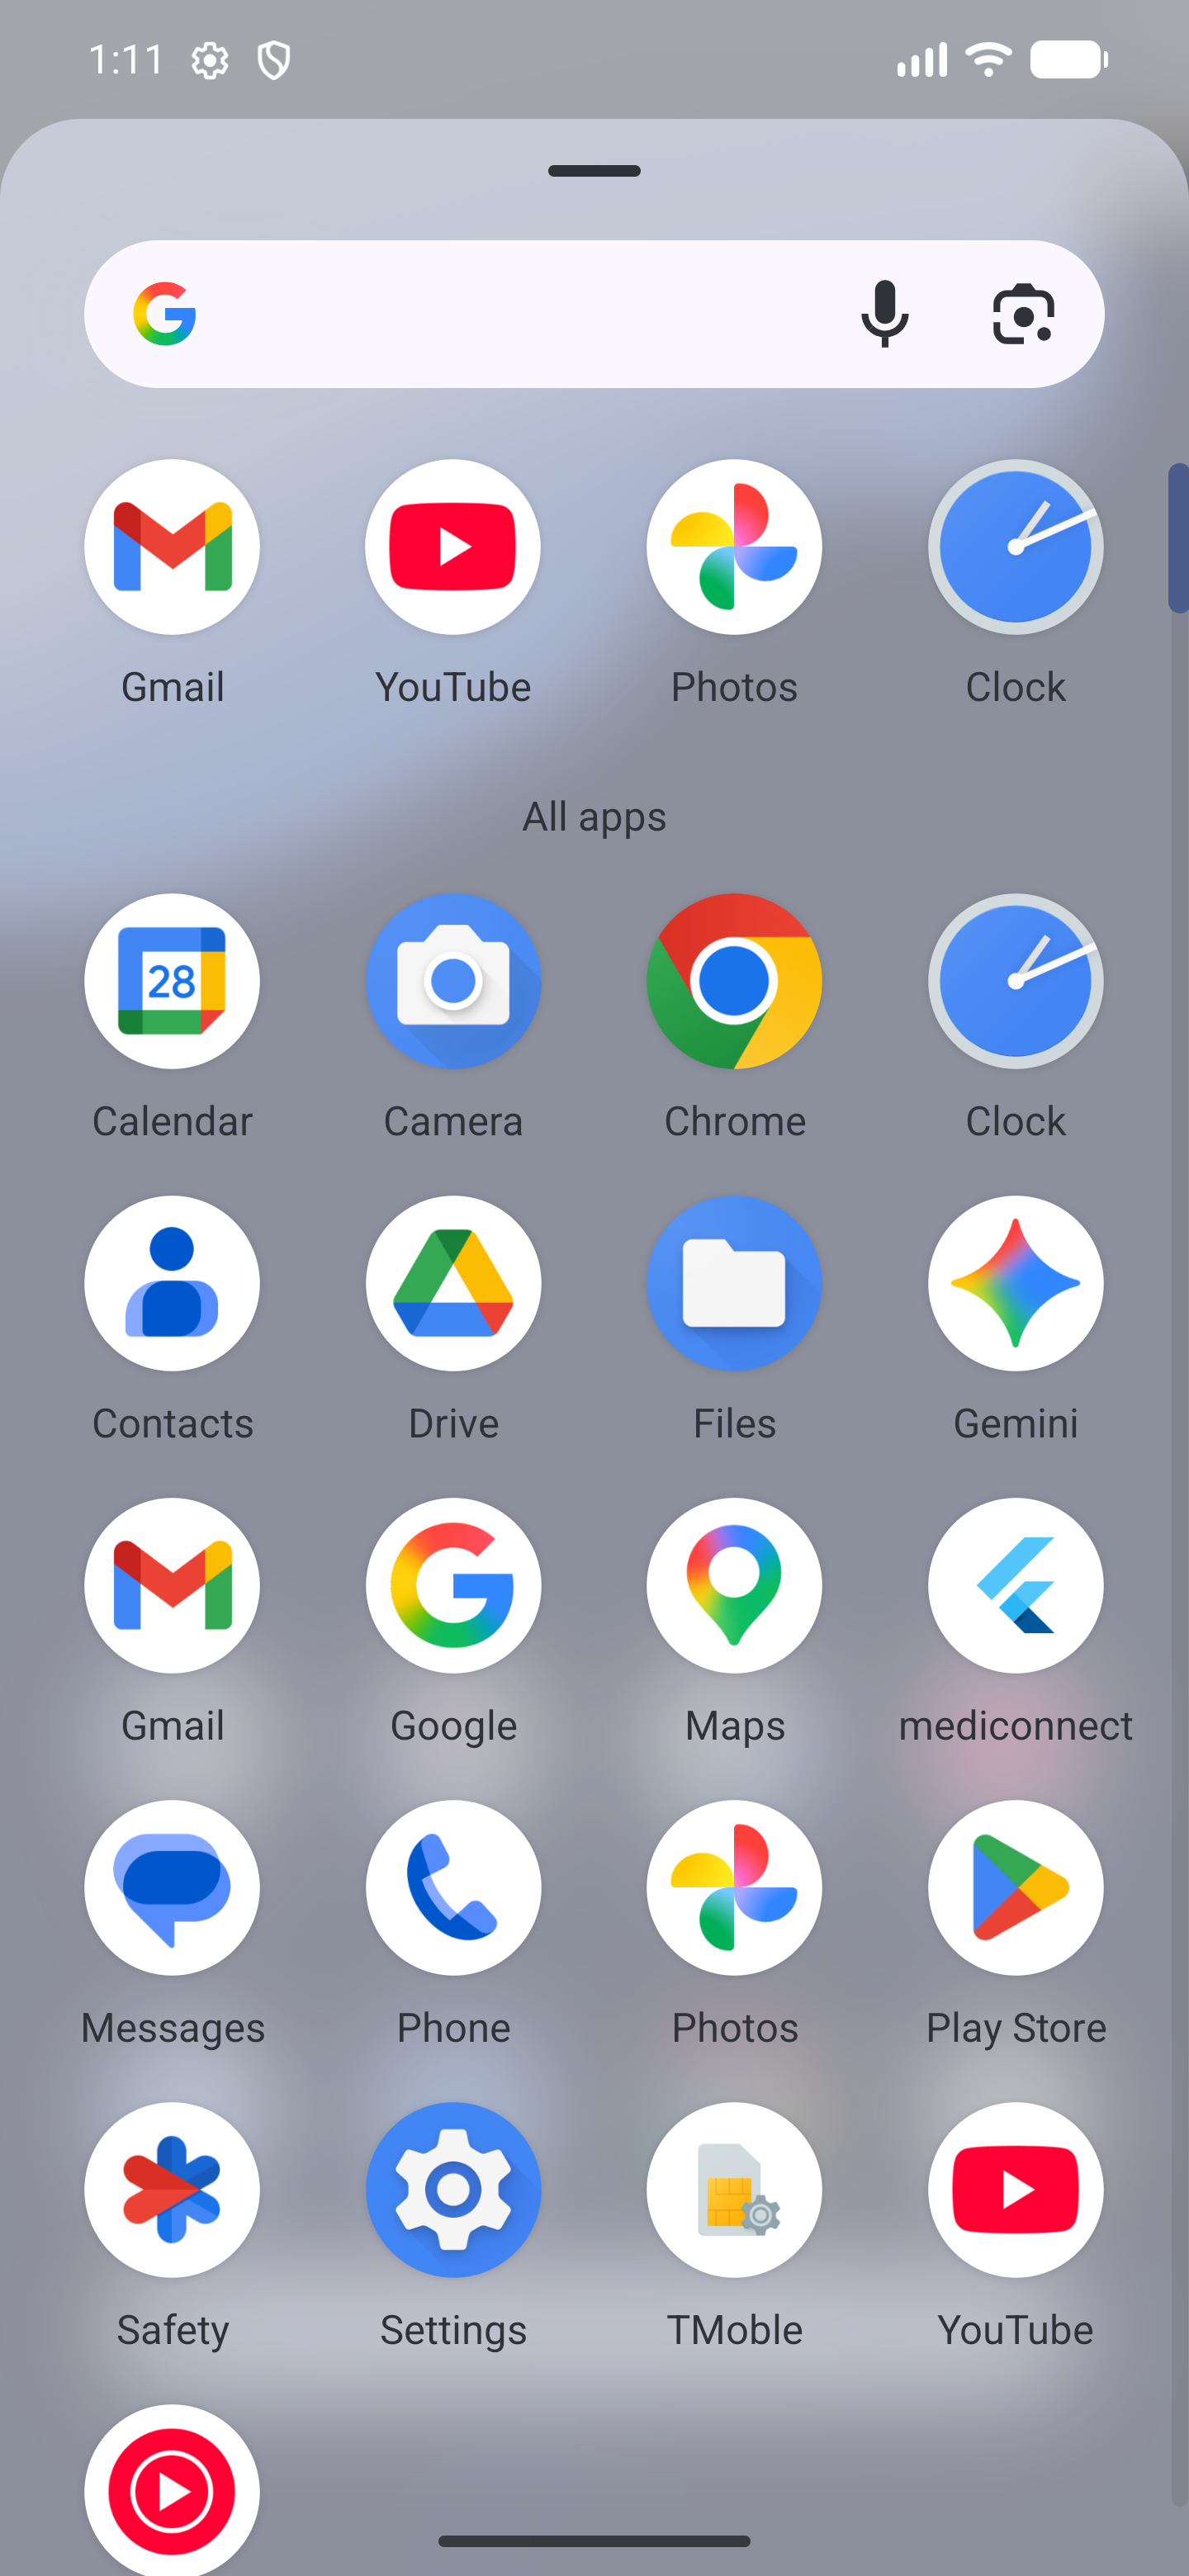 1:11
Gmail YouTube Photos Clock
All apps
28
Calendar Camera Chrome Clock
Contacts Drive Files Gemini
Gmail Google Maps mediconnect
Messages Phone Photos Play Store
Safety Settings TMoble YouTube